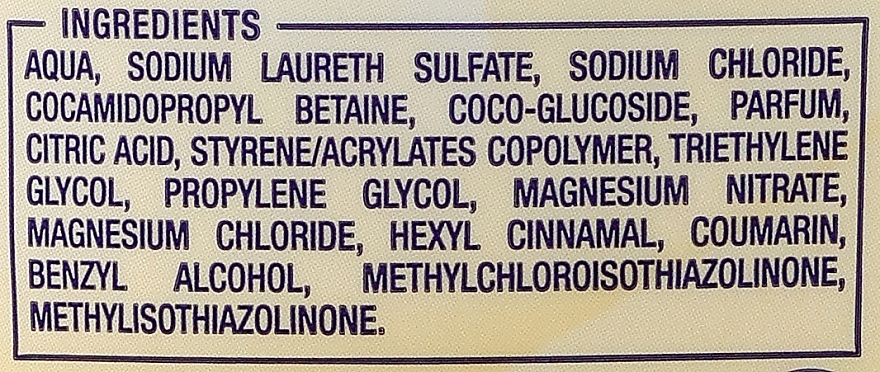 INGREDIENTS
AQUA, SODIUM LAURETH SULFATE, SODIUM CHLORIDE,
COCAMIDOPROPYL BETAINE, COCO-GLUCOSIDE, PARFUM,
CITRIC ACID, STYRENE/ACRYLATES COPOLYMER, TRIETHYLENE
GLYCOL, PROPYLENE GLYCOL, MAGNESIUM NITRATE,
MAGNESIUM CHLORIDE, HEXYL CINNAMAL, COUMARIN,
BENZYL ALCOHOL, METHYLCHLOROISOTHIAZOLINONE,
METHYLISOTHIAZOLINONE.